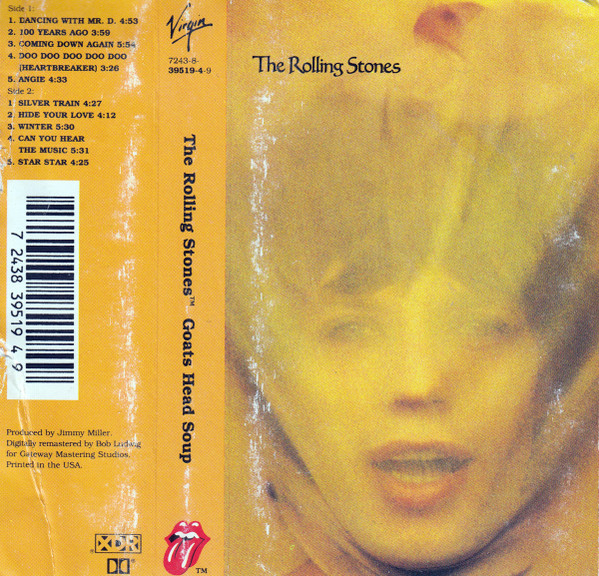 Side 1:
1. DANCING WITH MR. D. 4:53
2. 100 YEARS AGO 3:59
3. COMING DOWN AGAIN 5:54
4. DOO DOO DOO DOO DOO
(HEARTBREAKER) 3:26
5. ANGIE 4:33
Side 2:
1. SILVER TRAIN 4:27
2. HIDE YOUR LOVE 4:12
3. WINTER 5:30
4. CAN YOU HEAR
THE MUSIC 5:31
5. STAR STAR 4:25
7 2438 39519 4 9
Produced by Jimmy Miller.
Digitally remastered by Bob Ludwig
for Gateway Mastering Studios.
Printed in the USA.
XDR
Virgin
7243-8-
39519-4-9
The Rolling Stones™ Goats Head Soup
TM
The Rolling Stones